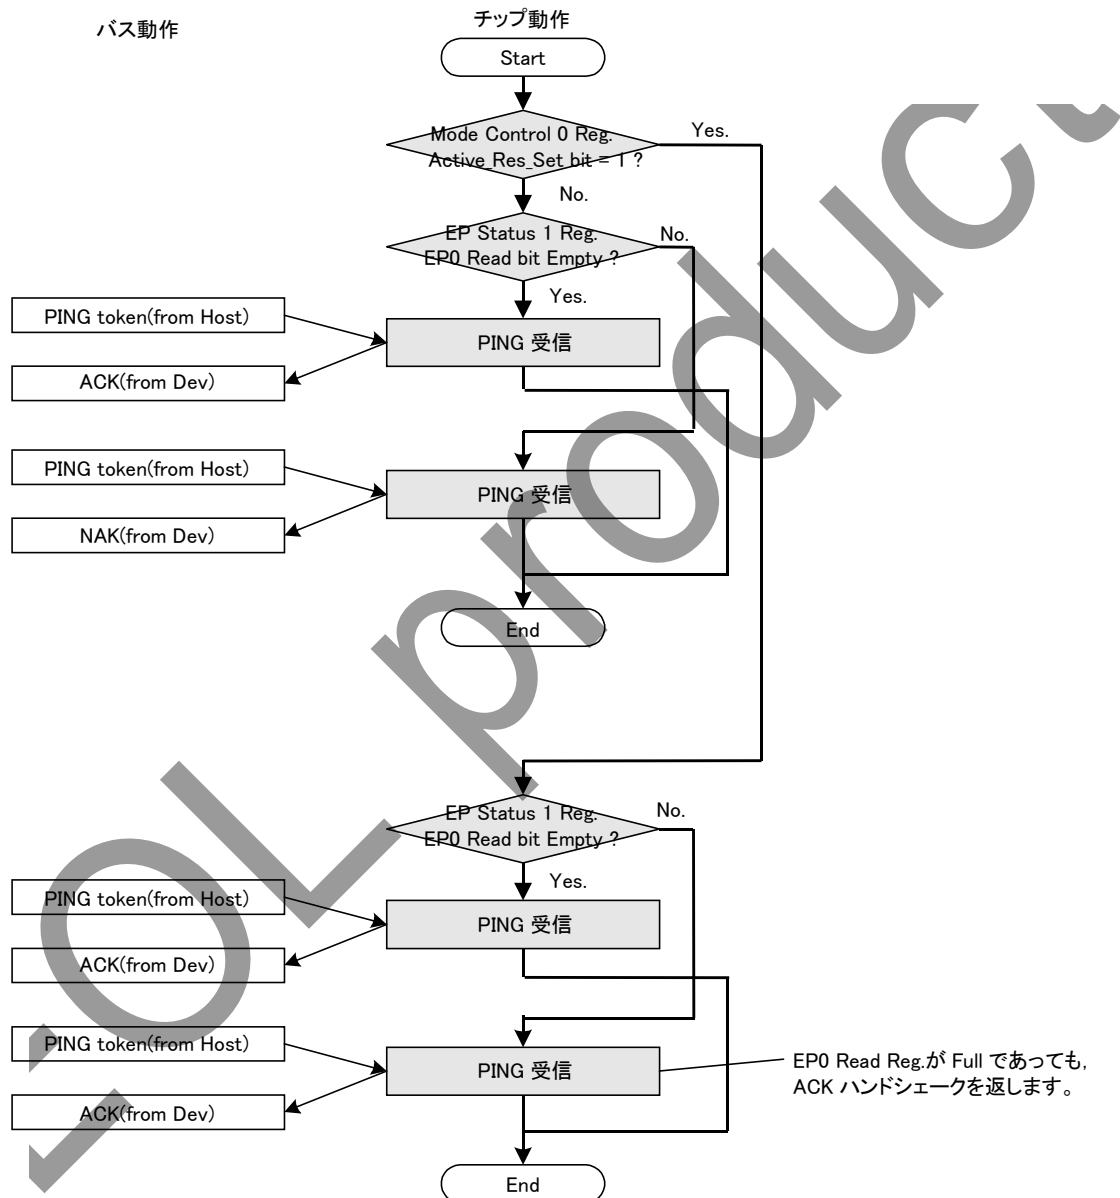 バス動作
チップ動作
Start
Mode Control 0 Reg.
Active_Res_Set bit = 1 ?
Yes.
No.
EP Status 1 Reg.
EP0 Read bit Empty ?
No.
Yes.
PING token(from Host)
PING 受信
ACK(from Dev)
PING token(from Host)
PING 受信
NAK(from Dev)
End
EP Status 1 Reg.
EP0 Read bit Empty ?
No.
Yes.
PING token(from Host)
PING 受信
ACK(from Dev)
PING token(from Host)
PING 受信
ACK(from Dev)
EP0 Read Reg.が Full であっても,
ACK ハンドシェークを返します。
End
EOL product